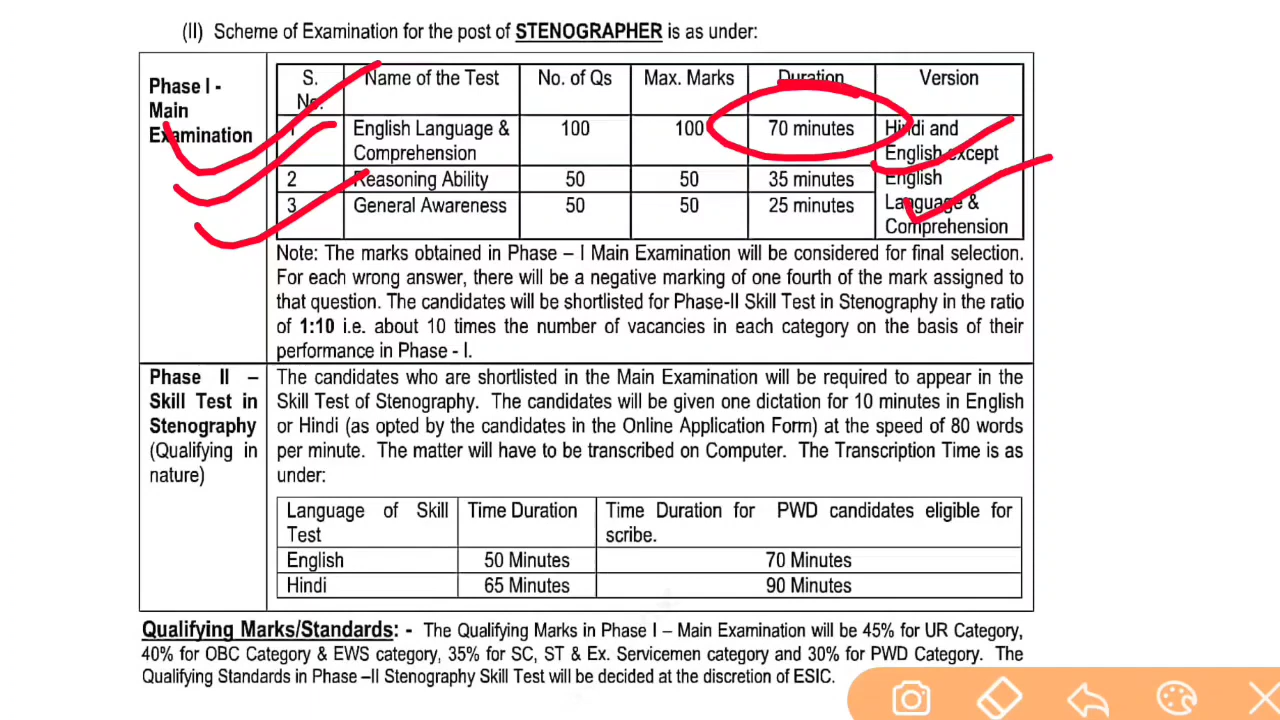 (II) Scheme of Examination for the post of STENOGRAPHER is as under:
Phase I -
Main
Examination
S. No. Name of the Test No. of Qs Max. Marks Duration Version
1 English Language & Comprehension 100 100 70 minutes Hindi and English except English Language & Comprehension
2 Reasoning Ability 50 50 35 minutes
3 General Awareness 50 50 25 minutes
Note: The marks obtained in Phase – I Main Examination will be considered for final selection.
For each wrong answer, there will be a negative marking of one fourth of the mark assigned to
that question. The candidates will be shortlisted for Phase-II Skill Test in Stenography in the ratio
of 1:10 i.e. about 10 times the number of vacancies in each category on the basis of their
performance in Phase - I.
Phase II –
Skill Test in
Stenography
(Qualifying in
nature)
The candidates who are shortlisted in the Main Examination will be required to appear in the
Skill Test of Stenography. The candidates will be given one dictation for 10 minutes in English
or Hindi (as opted by the candidates in the Online Application Form) at the speed of 80 words
per minute. The matter will have to be transcribed on Computer. The Transcription Time is as
under:
Language of Skill Test Time Duration Time Duration for PWD candidates eligible for scribe.
English 50 Minutes 70 Minutes
Hindi 65 Minutes 90 Minutes
Qualifying Marks/Standards: - The Qualifying Marks in Phase I – Main Examination will be 45% for UR Category,
40% for OBC Category & EWS category, 35% for SC, ST & Ex. Servicemen category and 30% for PWD Category. The
Qualifying Standards in Phase –II Stenography Skill Test will be decided at the discretion of ESIC.